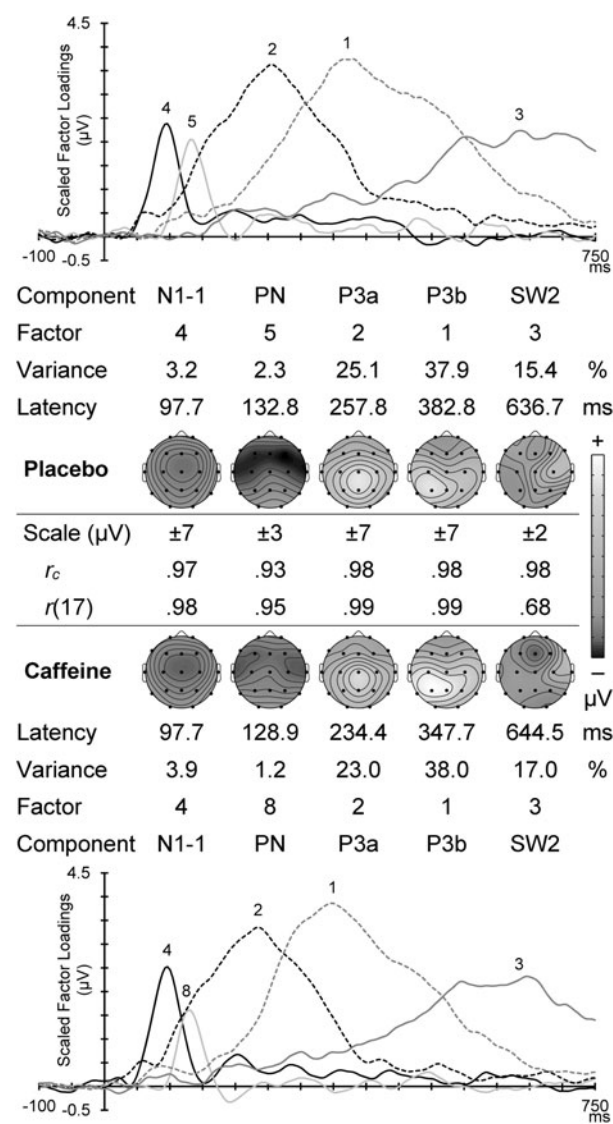 4.5
Scaled Factor Loadings
(µV)
4
5
2
1
3
-100
-0.5
750
ms
Component N1-1 PN P3a P3b SW2
Factor 4 5 2 1 3
Variance 3.2 2.3 25.1 37.9 15.4 %
Latency 97.7 132.8 257.8 382.8 636.7 ms
Placebo
+
Scale (µV) ±7 ±3 ±7 ±7 ±2
rc .97 .93 .98 .98 .98
r(17) .98 .95 .99 .99 .68
Caffeine
–
µV
Latency 97.7 128.9 234.4 347.7 644.5 ms
Variance 3.9 1.2 23.0 38.0 17.0 %
Factor 4 8 2 1 3
Component N1-1 PN P3a P3b SW2
4.5
Scaled Factor Loadings
(µV)
4
8
2
1
3
-100
-0.5
750
ms